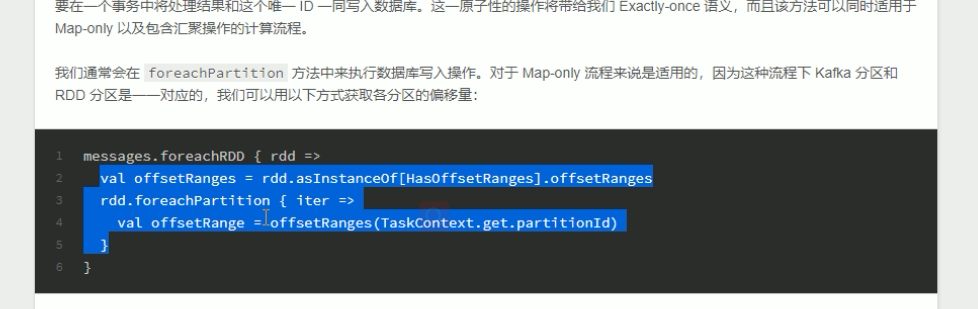 要在一个事务中将处理结果和这个唯一 ID 一同写入数据库。这一原子性的操作将带给我们 Exactly-once 语义，而且该方法可以同时适用于
Map-only 以及包含汇聚操作的计算流程。
我们通常会在 foreachPartition 方法中来执行数据库写入操作。对于 Map-only 流程来说是适用的，因为这种流程下 Kafka 分区和
RDD 分区是一一对应的，我们可以用以下方式获取各分区的偏移量：
1 messages.foreachRDD { rdd =>
2 val offsetRanges = rdd.asInstanceOf[HasOffsetRanges].offsetRanges
3 rdd.foreachPartition { iter =>
4 val offsetRange = offsetRanges(TaskContext.get.partitionId)
5 }
6 }